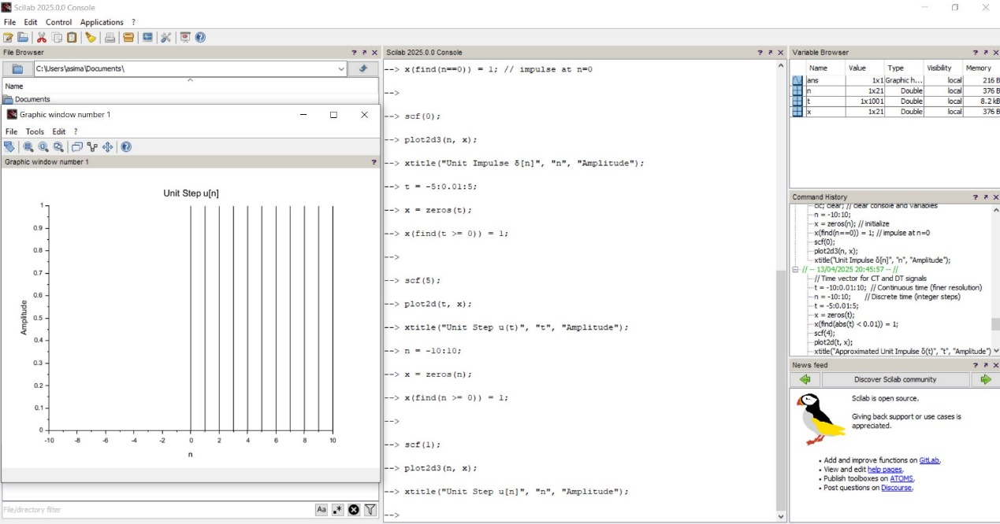 Scilab 2025.0.0 Console
File Edit Control Applications ?
File Browser ? ↗ X
C:\Users\asima\Documents\
Name
Documents
Graphic window number 1
File Tools Edit ?
Graphic window number 1 ?
Unit Step u[n]
1
0.9
0.8
0.7
0.6
0.5
0.4
0.3
0.2
0.1
0
Amplitude
-10 -8 -6 -4 -2 0 2 4 6 8 10
n
File/directory filter
Aa .*
Scilab 2025.0.0 Console ? ↗ X
--> x(find(n==0)) = 1; // impulse at n=0
-->
--> scf(0);
--> plot2d3(n, x);
--> xtitle("Unit Impulse δ[n]", "n", "Amplitude");
--> t = -5:0.01:5;
--> x = zeros(t);
--> x(find(t >= 0)) = 1;
-->
--> scf(5);
--> plot2d(t, x);
--> xtitle("Unit Step u(t)", "t", "Amplitude");
--> n = -10:10;
--> x = zeros(n);
--> x(find(n >= 0)) = 1;
-->
--> scf(1);
--> plot2d3(n, x);
--> xtitle("Unit Step u[n]", "n", "Amplitude");
-->
Variable Browser ? ↗ X
Name Value Type Visibility Memory
ans 1x1 Graphic h... local 216 B
n 1x21 Double local 376 B
t 1x1001 Double local 8.2 kB
x 1x21 Double local 376 B
Command History ? ↗ X
clc; clear; // clear console and variables
n = -10:10;
x = zeros(n); // initialize
x(find(n==0)) = 1; // impulse at n=0
scf(0);
plot2d3(n, x);
xtitle("Unit Impulse δ[n]", "n", "Amplitude");
// -- 13/04/2025 20:45:57 -- //
// Time vector for CT and DT signals
t = -10:0.01:10; // Continuous time (finer resolution)
n = -10:10; // Discrete time (integer steps)
t = -5:0.01:5;
x = zeros(t);
x(find(abs(t) < 0.01)) = 1;
scf(4);
plot2d(t, x);
xtitle("Approximated Unit Impulse δ(t)", "t", "Amplitude")
News feed ? ↗ X
Discover Scilab community
Scilab is open source.
Giving back support or use cases is
appreciated.
• Add and improve functions on GitLab.
• View and edit help pages.
• Publish toolboxes on ATOMS.
• Post questions on Discourse.